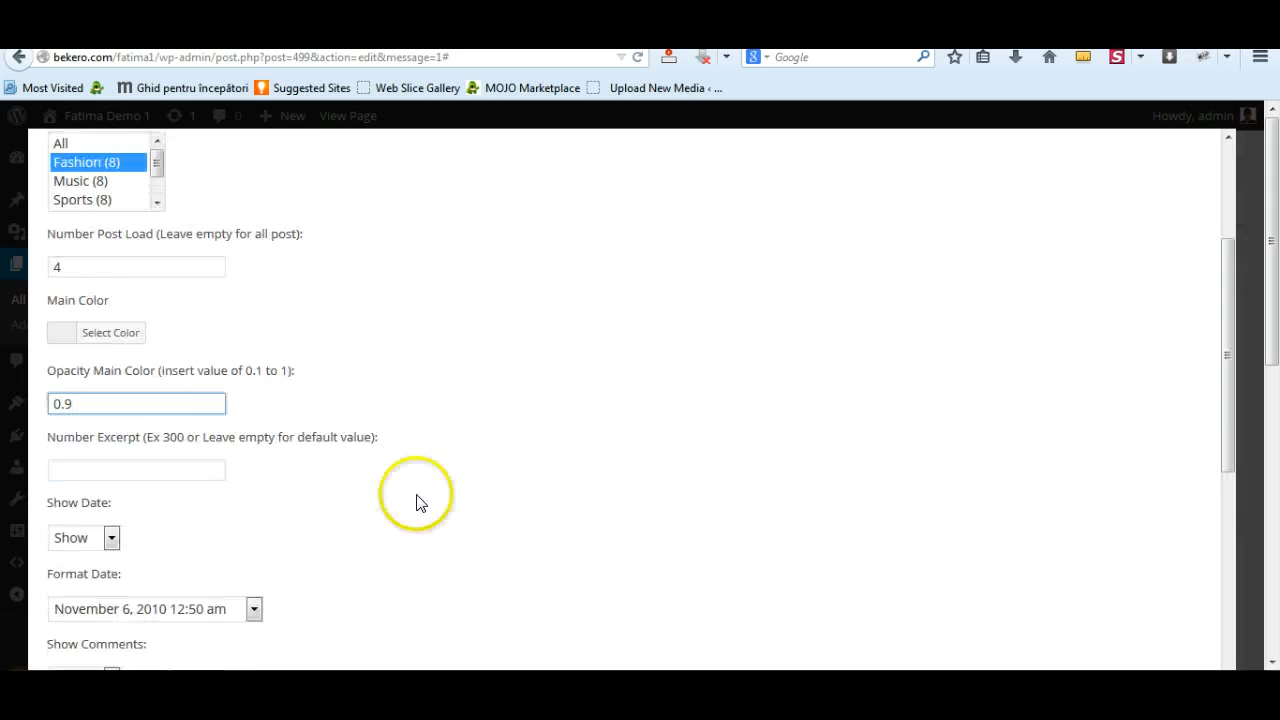 bekero.com/fatima1/wp-admin/post.php?post=499&action=edit&message=1#
Google
Most Visited Ghid pentru începători Suggested Sites Web Slice Gallery MOJO Marketplace Upload New Media ‹ ...
Fatima Demo 1 1 0 New View Page Howdy, admin
All
Fashion (8)
Music (8)
Sports (8)
Number Post Load (Leave empty for all post):
4
Main Color
Select Color
Opacity Main Color (insert value of 0.1 to 1):
0.9
Number Excerpt (Ex 300 or Leave empty for default value):
Show Date:
Show
Format Date:
November 6, 2010 12:50 am
Show Comments: